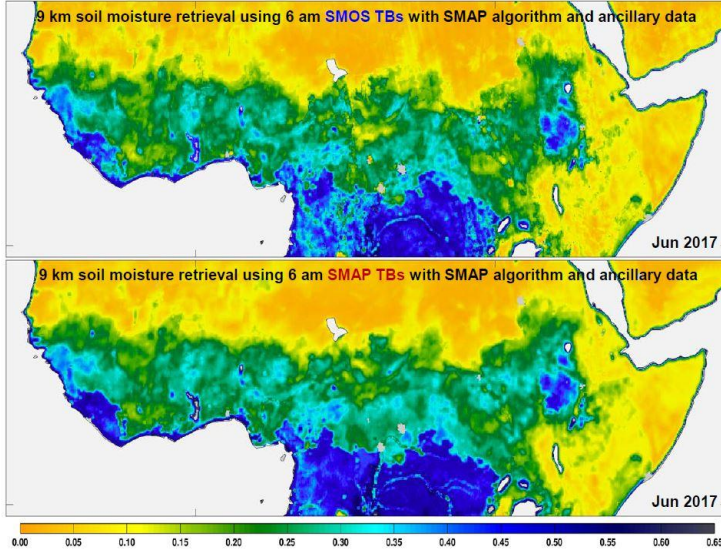 9 km soil moisture retrieval using 6 am SMOS TBs with SMAP algorithm and ancillary data
Jun 2017
9 km soil moisture retrieval using 6 am SMAP TBs with SMAP algorithm and ancillary data
Jun 2017
0.00 0.05 0.10 0.15 0.20 0.25 0.30 0.35 0.40 0.45 0.50 0.55 0.60 0.65